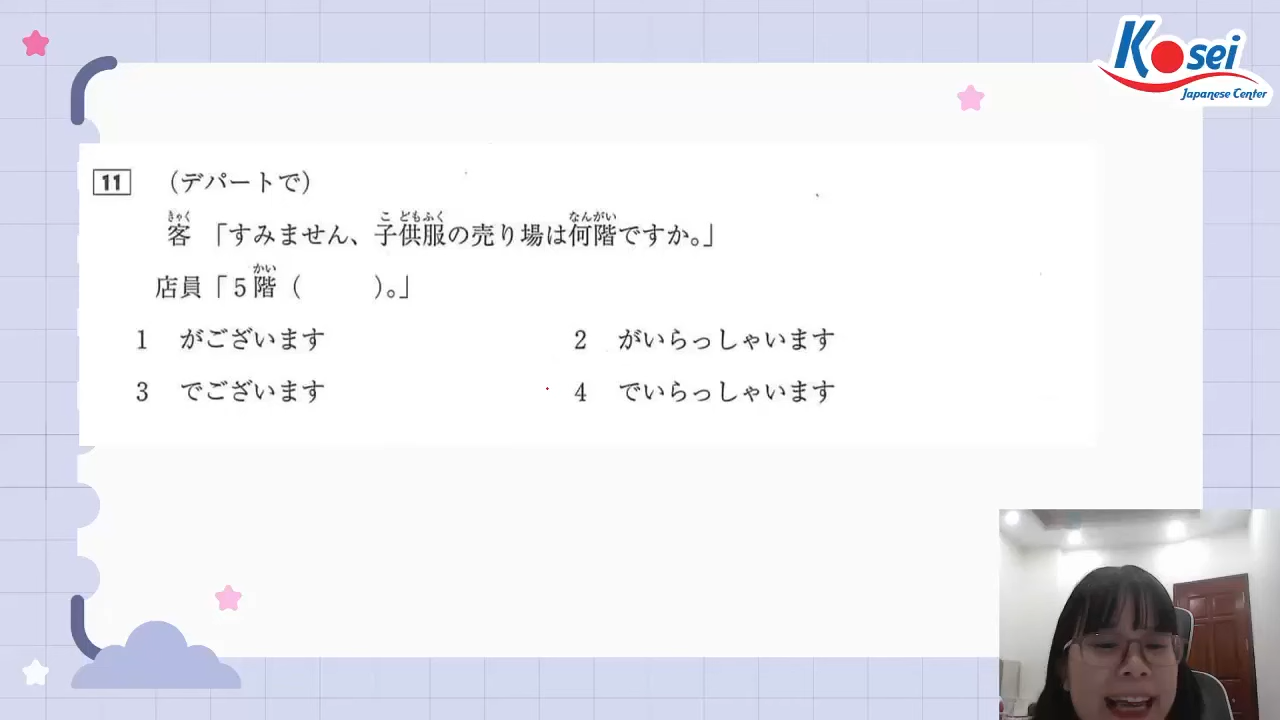 Kosei
Japanese Center
11 （デパートで）
きゃく こ どもふく なんがい
客 「すみません、子供服の売り場は何階ですか。」
かい
店員「５階（　　　）。」
1 がございます 2 がいらっしゃいます
3 でございます 4 でいらっしゃいます